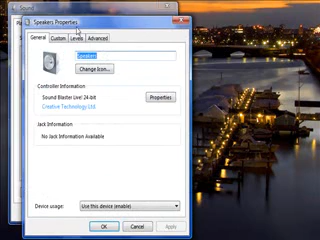 Sound
Speakers Properties
General Custom Levels Advanced
Speakers
Change Icon...
Controller Information
Sound Blaster Live! 24-bit
Properties
Creative Technology Ltd.
Jack Information
No Jack Information Available
Device usage:
Use this device (enable)
OK Cancel Apply